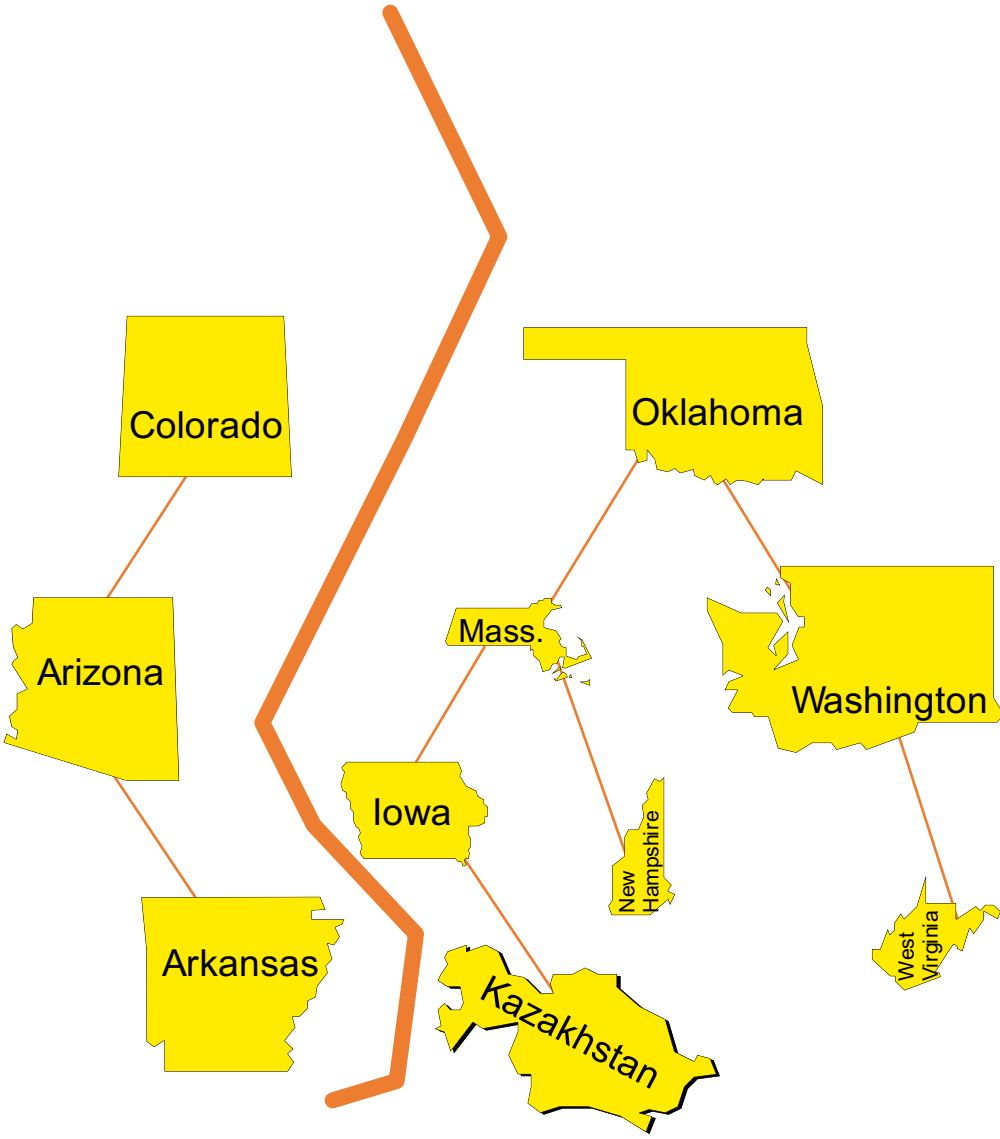 Colorado
Oklahoma
Mass.
Arizona
Washington
Iowa
New
Hampshire
West
Virginia
Arkansas
Kazakhstan